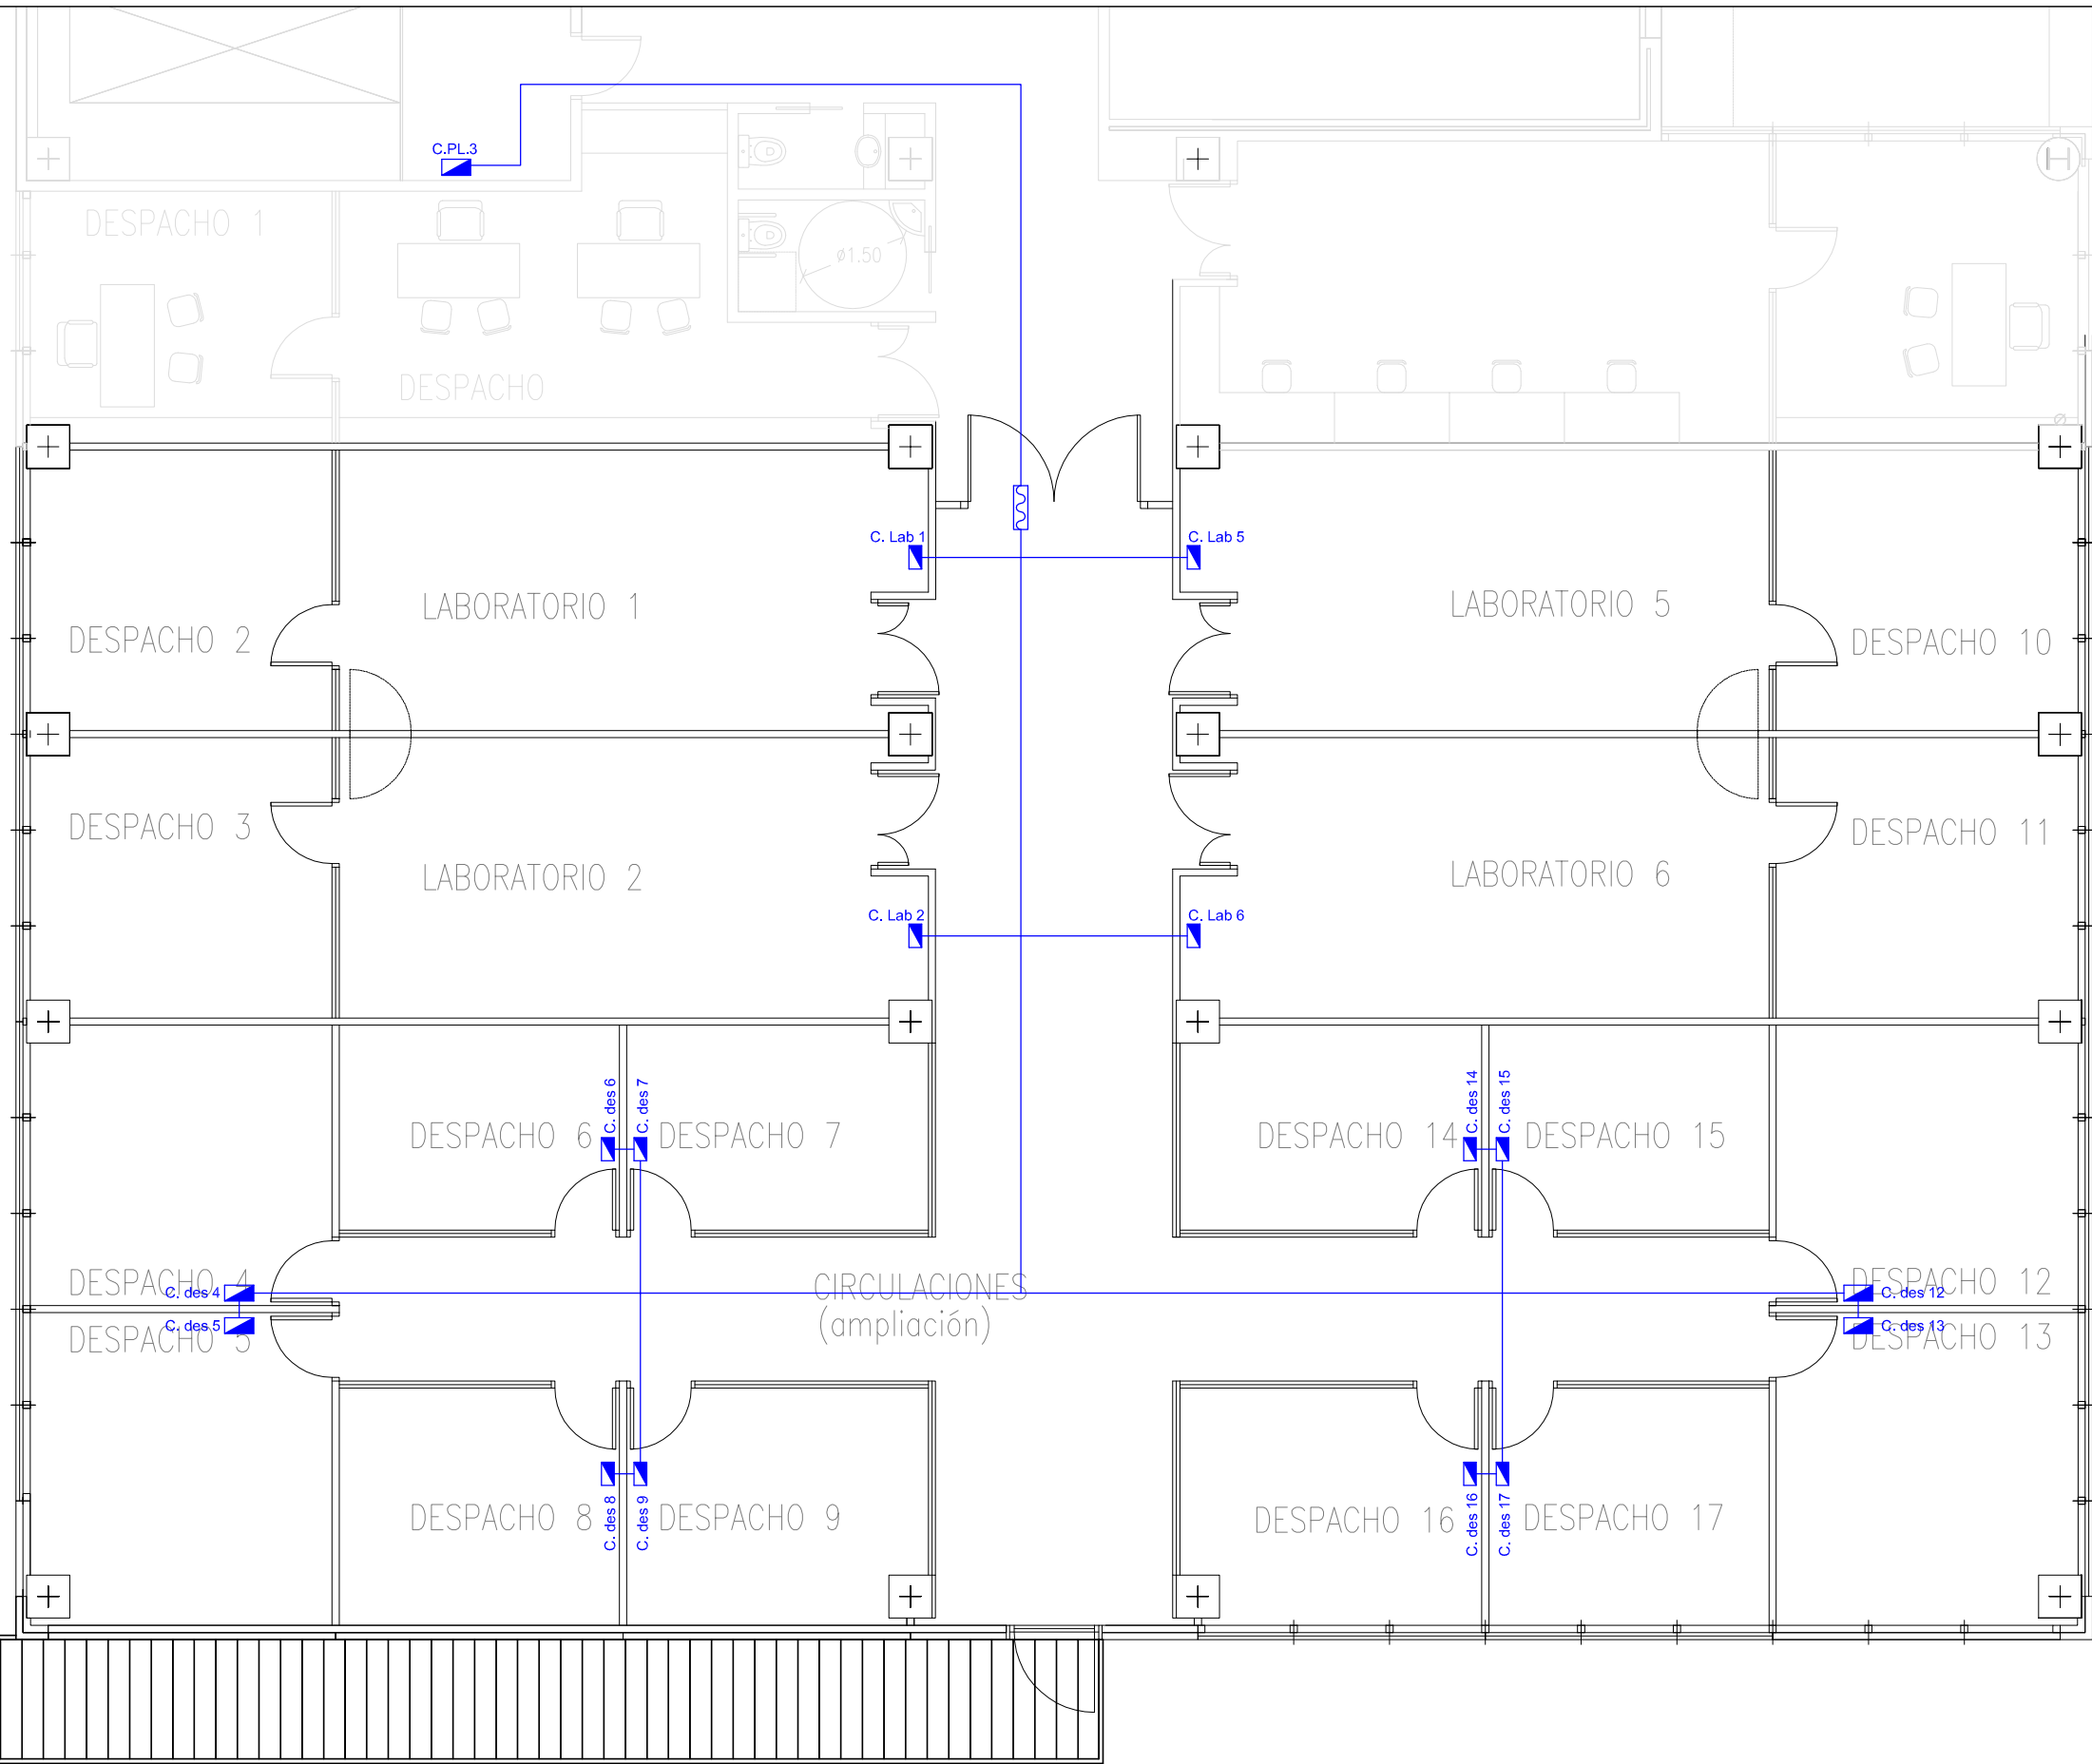 C.PL.3
DESPACHO 1
ø1.50
H
DESPACHO
C. Lab 1
C. Lab 5
LABORATORIO 1
LABORATORIO 5
DESPACHO 2
DESPACHO 10
DESPACHO 3
DESPACHO 11
LABORATORIO 2
LABORATORIO 6
C. Lab 2
C. Lab 6
C. des 6
C. des 7
C. des 14
C. des 15
DESPACHO 6
DESPACHO 7
DESPACHO 14
DESPACHO 15
DESPACHO 4
C. des 4
CIRCULACIONES
(ampliación)
DESPACHO 12
C. des 12
C. des 5
DESPACHO 5
C. des 13
DESPACHO 13
DESPACHO 8
DESPACHO 9
DESPACHO 16
DESPACHO 17
C. des 8
C. des 9
C. des 16
C. des 17